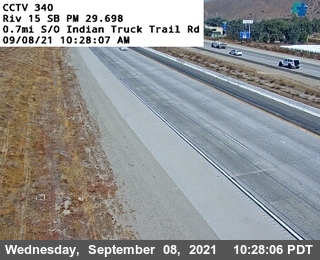 CCTV 340
Riv 15 SB PM 29.698
0.7mi S/O Indian Truck Trail Rd
09/08/21 10:28:07 AM
Wednesday, September 08, 2021 10:28:06 PDT